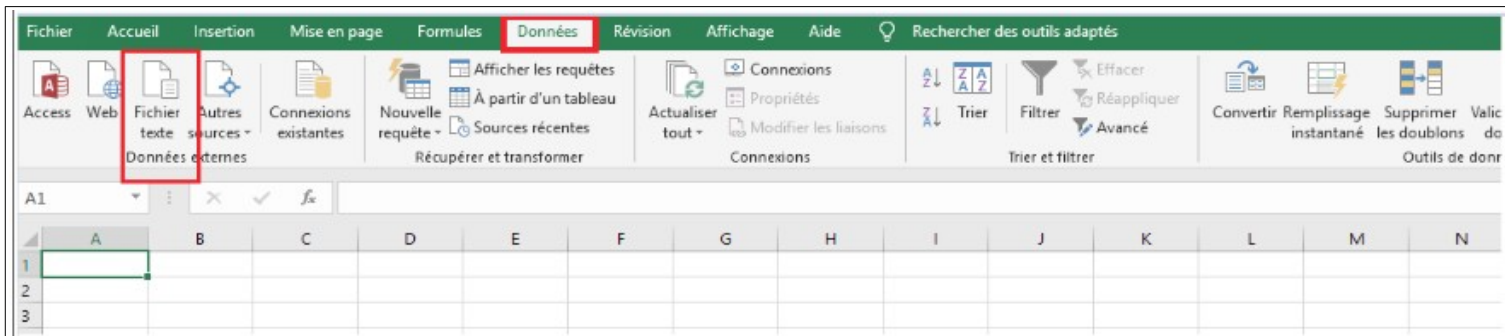 Fichier Accueil Insertion Mise en page Formules Données Révision Affichage Aide Rechercher des outils adaptés
Access Web Fichier texte Autres sources Connexions existantes
Données externes
Nouvelle requête Afficher les requêtes
À partir d'un tableau
Sources récentes
Récupérer et transformer
Actualiser tout Connexions
Propriétés
Modifier les liaisons
Connexions
Trier Filtrer Effacer
Réappliquer
Avancé
Trier et filtrer
Convertir Remplissage instantané Supprimer les doublons
Outils de
A1 fx
A B C D E F G H I J K L M N
1
2
3